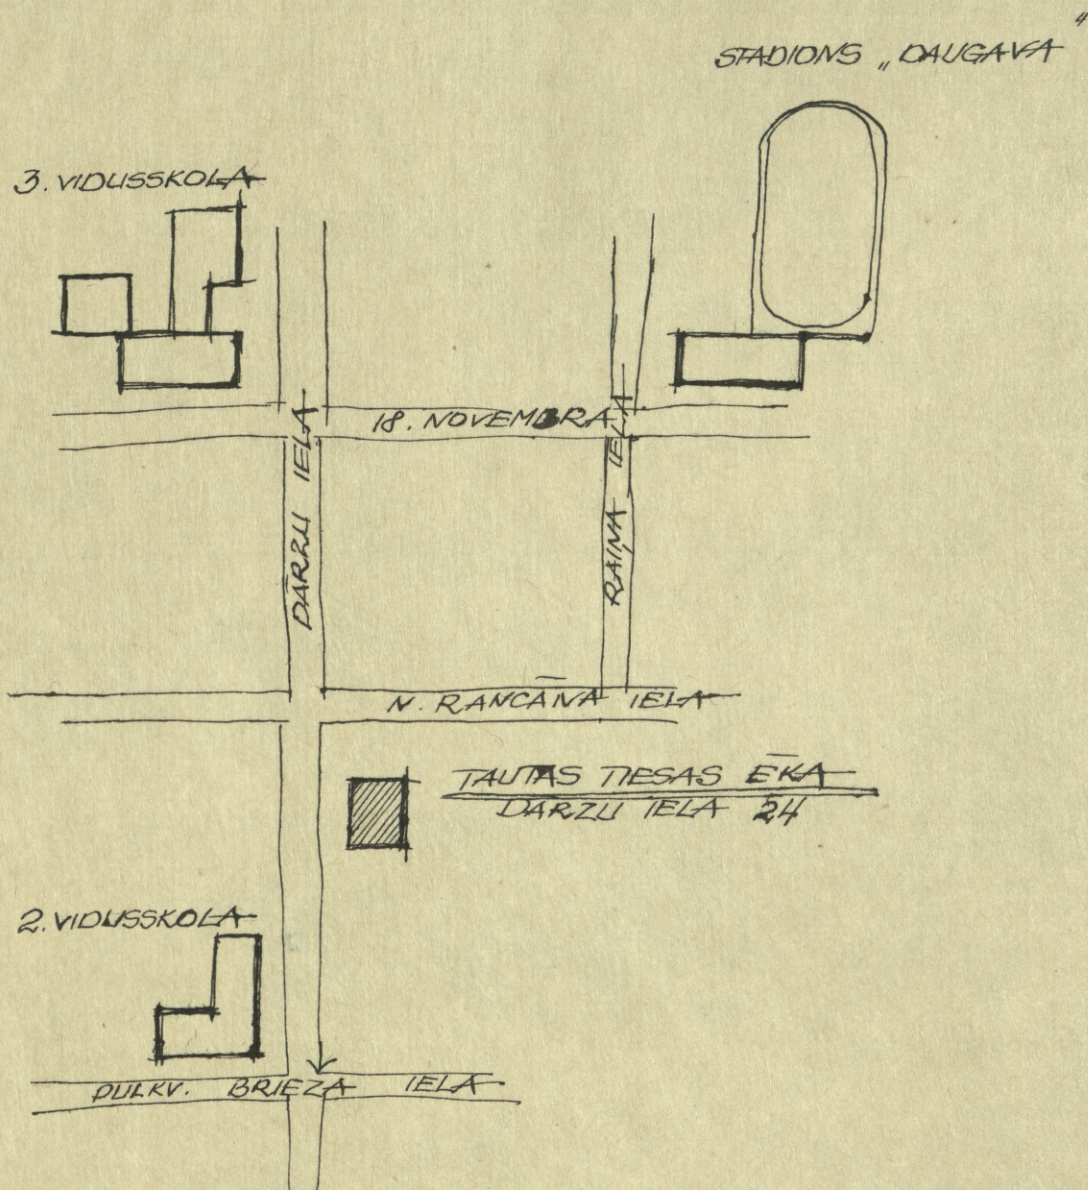 STADIONS „DAUGAVA"
3. VIDUSSKOLA
18. NOVEMBRA IELA
DĀRZU IELA
RAIŅA IELA
N. RANCĀNA IELA
TAUTAS TIESAS ĒKA
DĀRZU IELA 24
2. VIDUSSKOLA
PULKV. BRIEŽA IELA